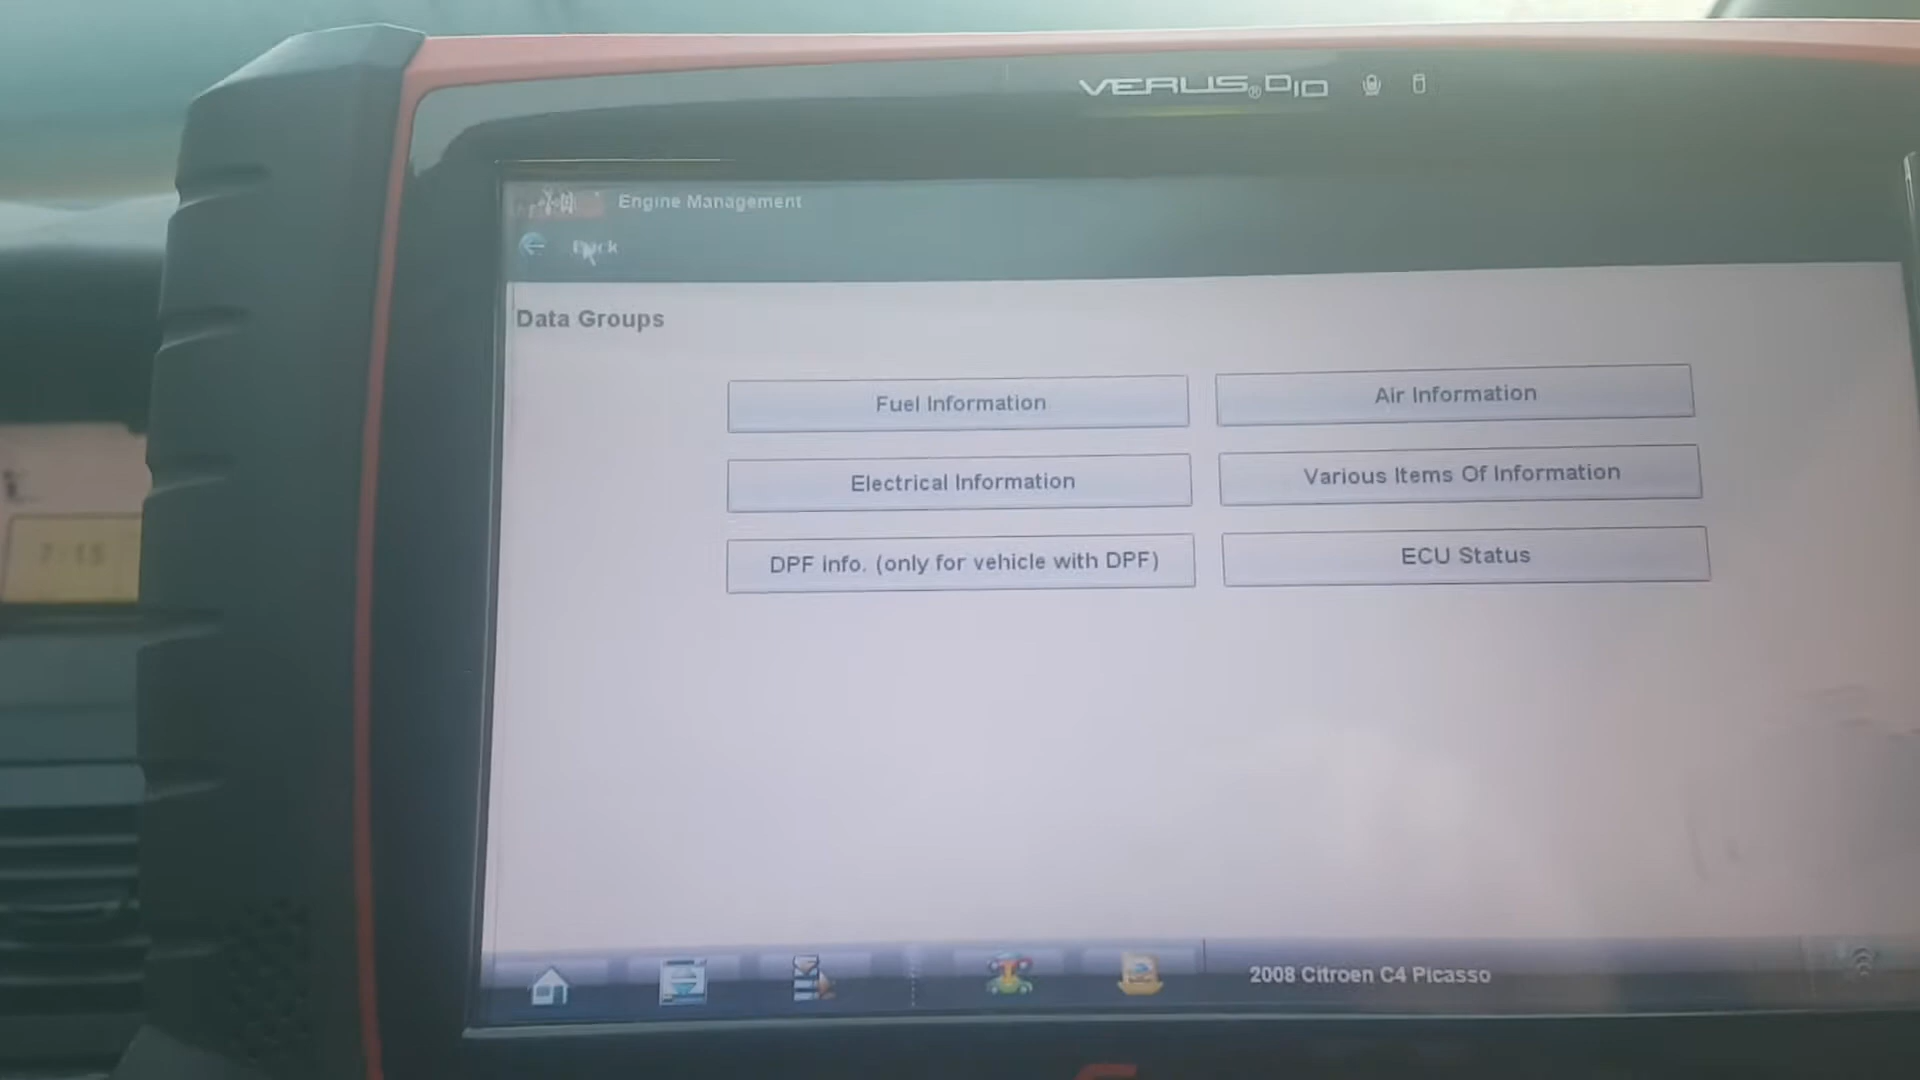 VERUS® D10
Engine Management
Back
Data Groups
Fuel Information
Air Information
Electrical Information
Various Items Of Information
DPF info. (only for vehicle with DPF)
ECU Status
2008 Citroen C4 Picasso